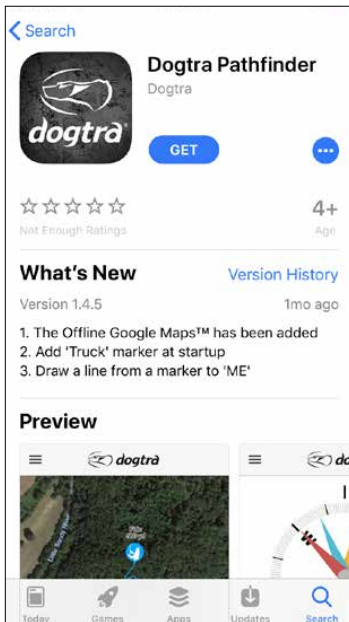 Search
Dogtra Pathfinder
Dogtra
dogtra
GET
Not Enough Ratings
4+
Age
What's New
Version History
Version 1.4.5
1mo ago
1. The Offline Google Maps™ has been added
2. Add 'Truck' marker at startup
3. Draw a line from a marker to 'ME'
Preview
dogtra
Today
Games
Apps
Updates
Search